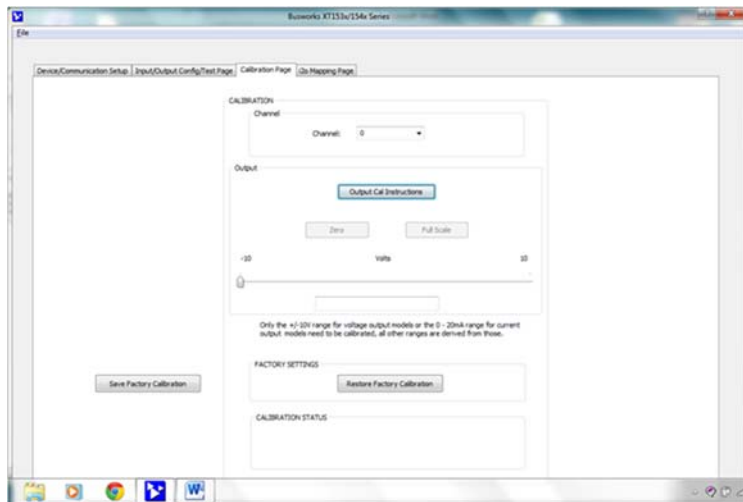 Busworks XT153x/154x Series
File
Device/Communication Setup Input/Output Config/Test Page Calibration Page i2o Mapping Page
CALIBRATION
Channel
Channel: 0
Output
Output Cal Instructions
Zero Full Scale
-10 Volts 10
Only the +/-10V range for voltage output models or the 0 - 20mA range for current
output models need to be calibrated, all other ranges are derived from those.
FACTORY SETTINGS
Save Factory Calibration Restore Factory Calibration
CALIBRATION STATUS